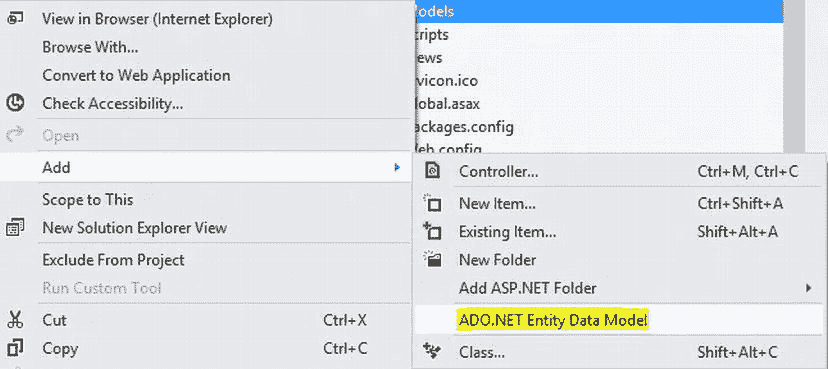 View in Browser (Internet Explorer)
Browse With...
Convert to Web Application
Check Accessibility...
Open
Add
Scope to This
New Solution Explorer View
Exclude From Project
Run Custom Tool
Cut Ctrl+X
Copy Ctrl+C
odels
cripts
ews
vicon.ico
lobal.asax
ackages.config
Web.config
Controller... Ctrl+M, Ctrl+C
New Item... Ctrl+Shift+A
Existing Item... Shift+Alt+A
New Folder
Add ASP.NET Folder
ADO.NET Entity Data Model
Class... Shift+Alt+C